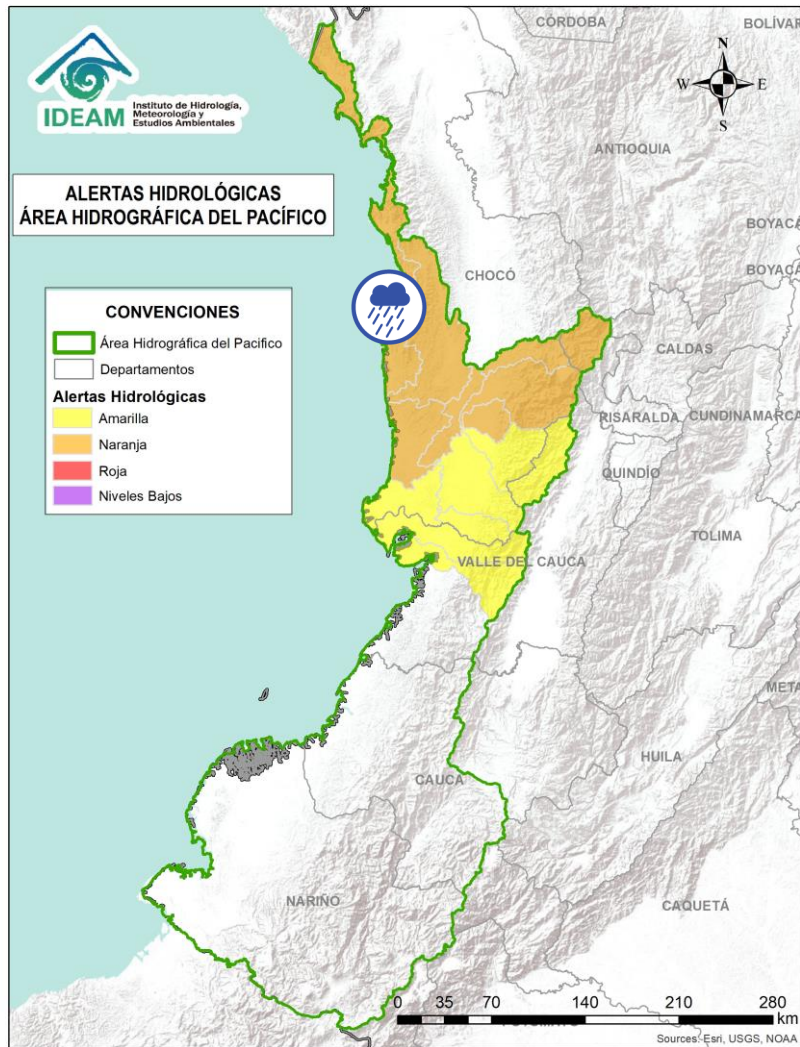 CÓRDOBA
BOLÍVAR
IDEAM
Instituto de Hidrología,
Meteorología y
Estudios Ambientales
N
W
E
S
ANTIOQUIA
ALERTAS HIDROLÓGICAS
ÁREA HIDROGRÁFICA DEL PACÍFICO
BOYACÁ
CHOCÓ
BOYACÁ
CONVENCIONES
Área Hidrográfica del Pacifico
Departamentos
Alertas Hidrológicas
Amarilla
Naranja
Roja
Niveles Bajos
CALDAS
RISARALDA
CUNDINAMARCA
QUINDÍO
TOLIMA
VALLE DEL CAUCA
META
HUILA
CAUCA
NARIÑO
CAQUETÁ
0 35 70 140 210 280
km
Sources: Esri, USGS, NOAA